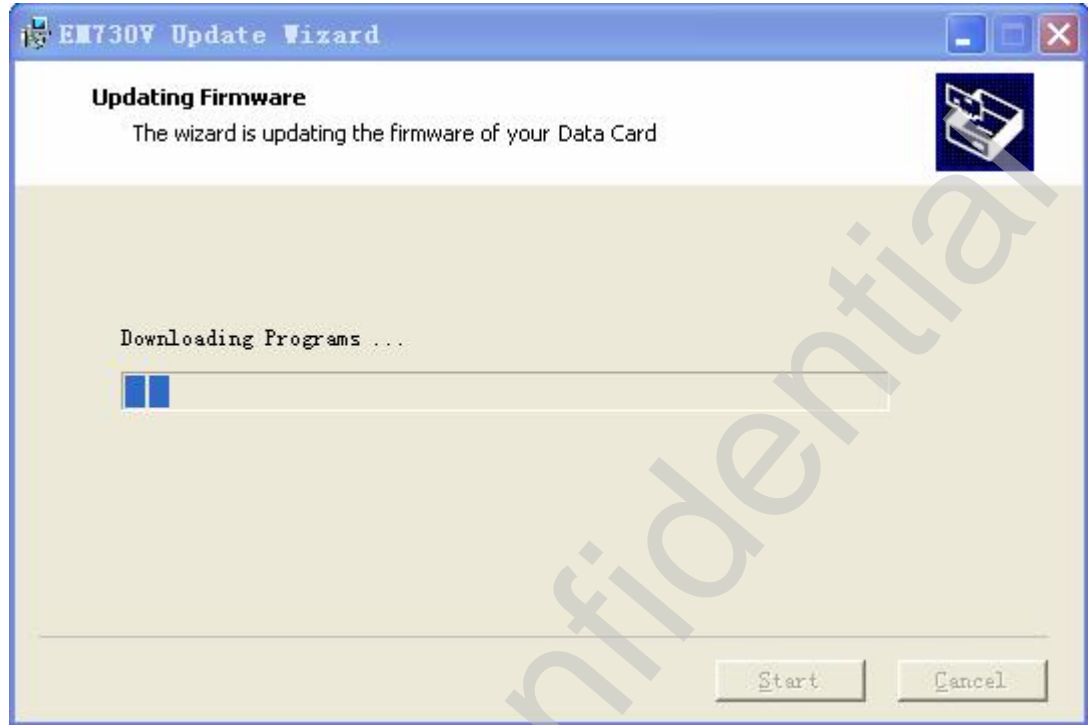 EM730V Update Wizard
Updating Firmware
The wizard is updating the firmware of your Data Card
Downloading Programs ...
Start
Cancel
nfidential